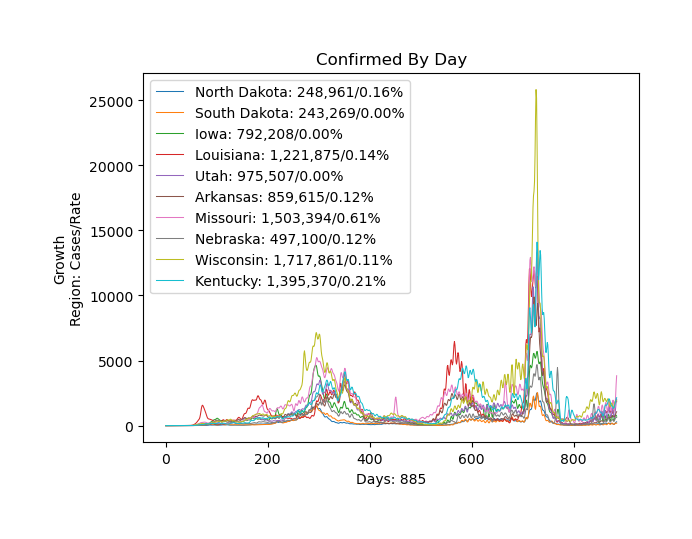 Confirmed By Day
Growth
Region: Cases/Rate
25000
20000
15000
10000
5000
0
North Dakota: 248,961/0.16%
South Dakota: 243,269/0.00%
Iowa: 792,208/0.00%
Louisiana: 1,221,875/0.14%
Utah: 975,507/0.00%
Arkansas: 859,615/0.12%
Missouri: 1,503,394/0.61%
Nebraska: 497,100/0.12%
Wisconsin: 1,717,861/0.11%
Kentucky: 1,395,370/0.21%
0 200 400 600 800
Days: 885